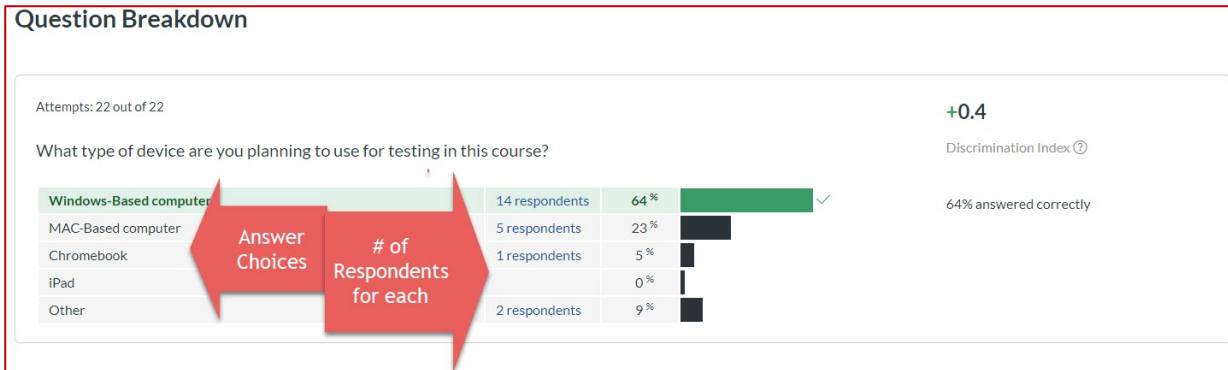 Question Breakdown
Attempts: 22 out of 22
What type of device are you planning to use for testing in this course?
Windows-Based computer 14 respondents 64 %
MAC-Based computer 5 respondents 23 %
Chromebook 1 respondents 5 %
iPad 0 %
Other 2 respondents 9 %
Answer
Choices
# of
Respondents
for each
+0.4
Discrimination Index ?
64% answered correctly